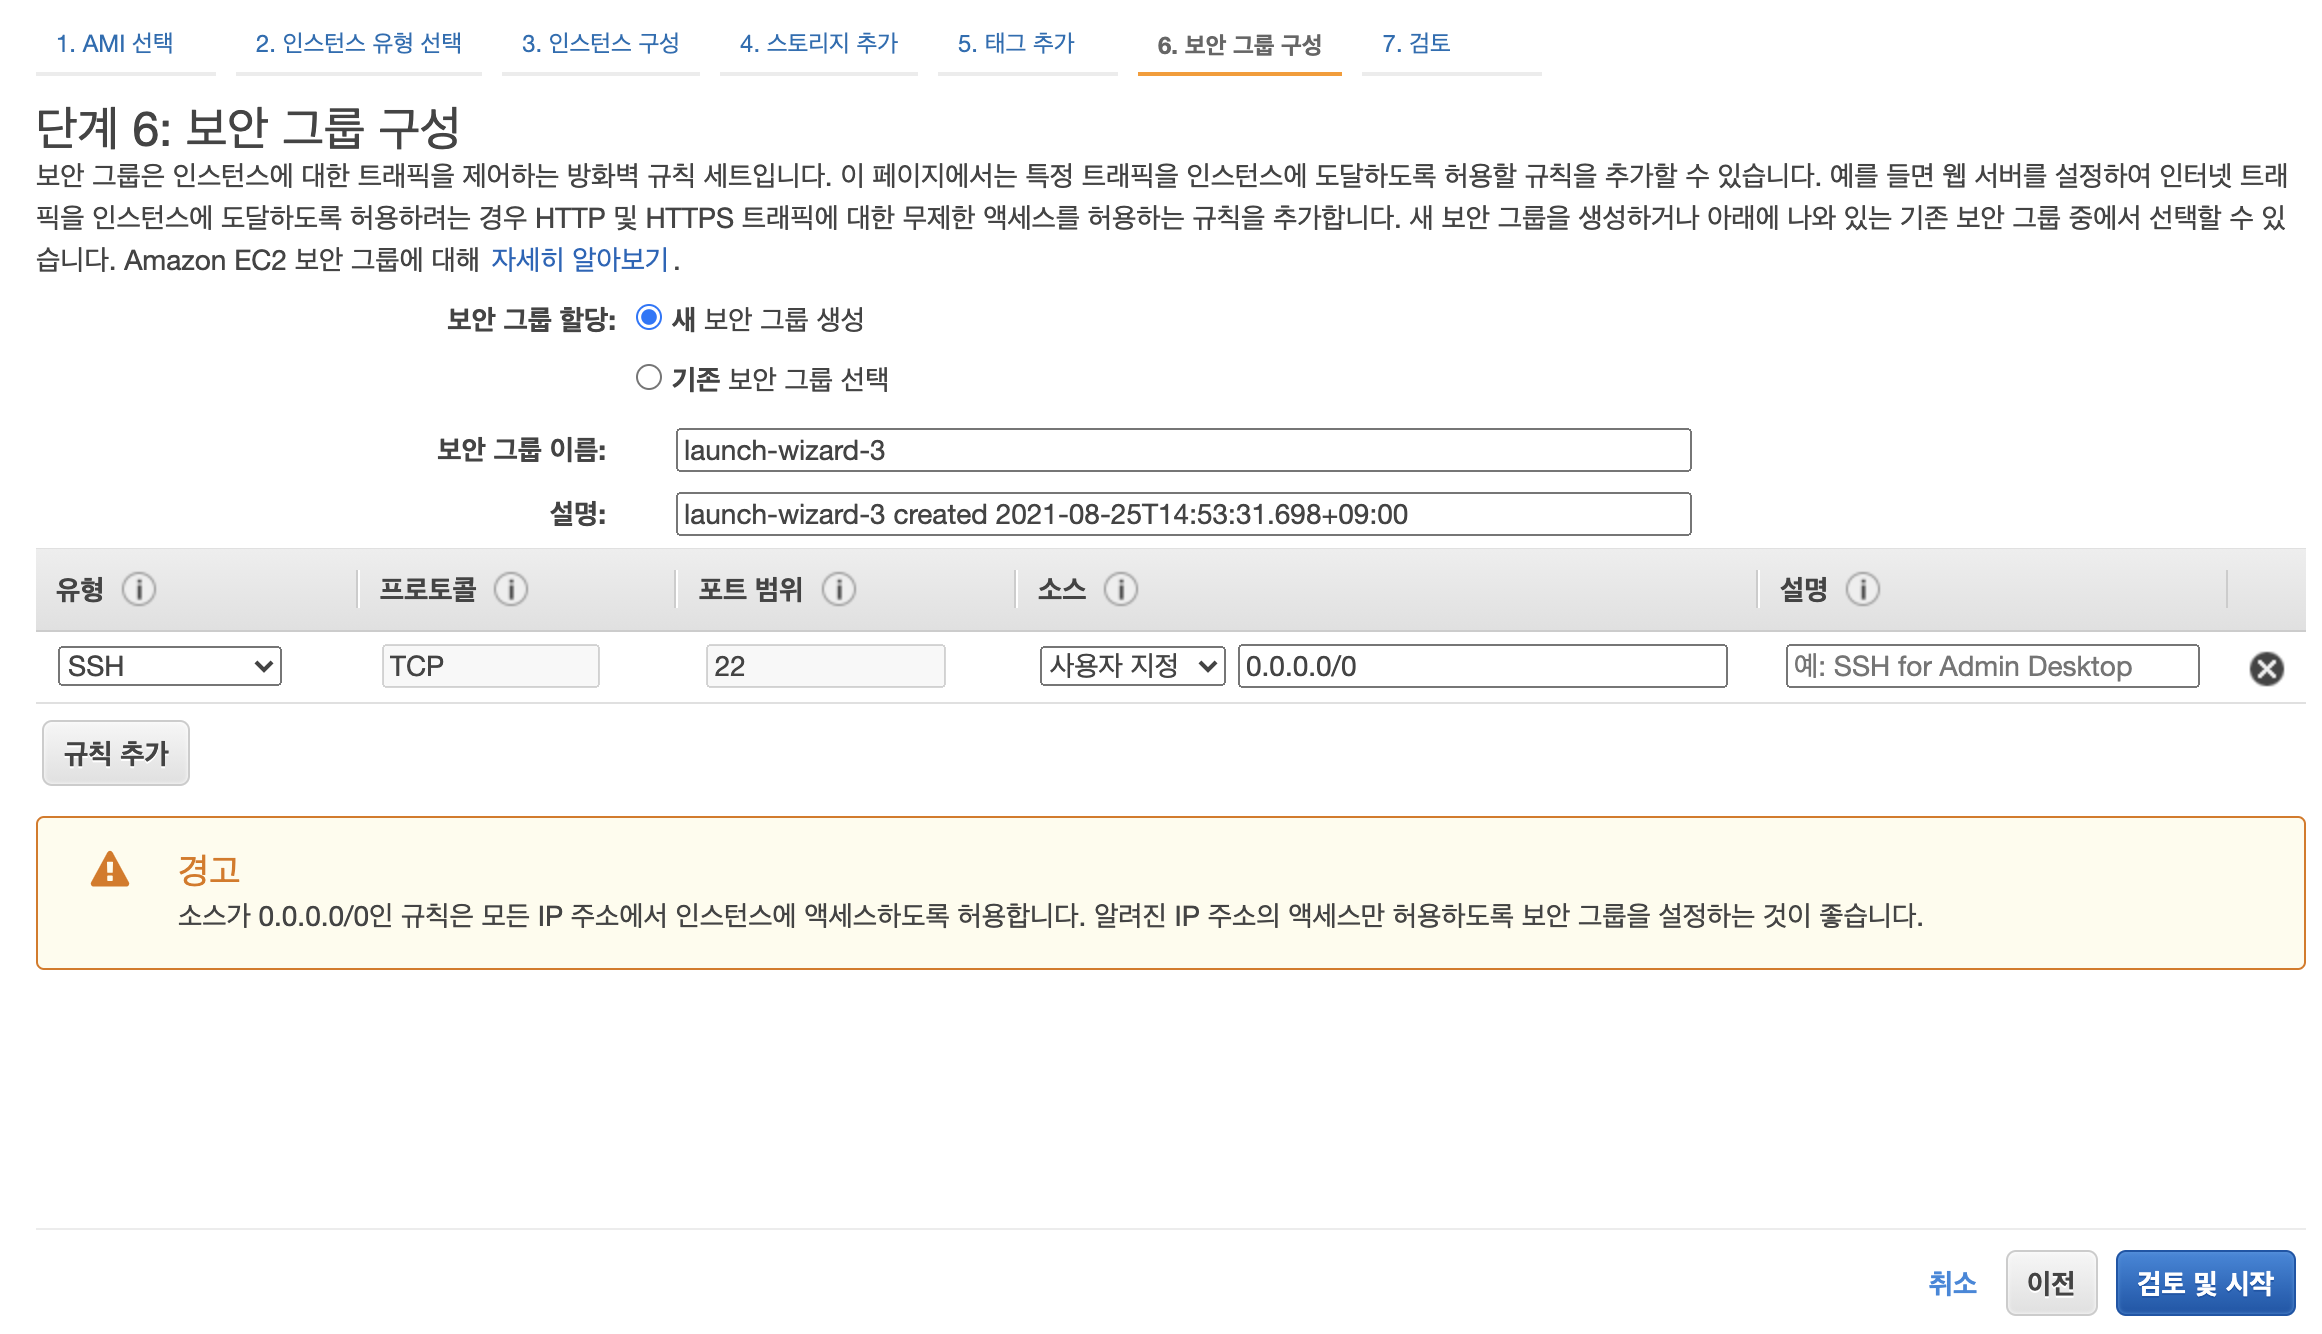 1. AMI 선택 2. 인스턴스 유형 선택 3. 인스턴스 구성 4. 스토리지 추가 5. 태그 추가 6. 보안 그룹 구성 7. 검토
단계 6: 보안 그룹 구성
보안 그룹은 인스턴스에 대한 트래픽을 제어하는 방화벽 규칙 세트입니다. 이 페이지에서는 특정 트래픽을 인스턴스에 도달하도록 허용할 규칙을 추가할 수 있습니다. 예를 들면 웹 서버를 설정하여 인터넷 트래
픽을 인스턴스에 도달하도록 허용하려는 경우 HTTP 및 HTTPS 트래픽에 대한 무제한 액세스를 허용하는 규칙을 추가합니다. 새 보안 그룹을 생성하거나 아래에 나와 있는 기존 보안 그룹 중에서 선택할 수 있
습니다. Amazon EC2 보안 그룹에 대해 자세히 알아보기.
보안 그룹 할당: 새 보안 그룹 생성
기존 보안 그룹 선택
보안 그룹 이름: launch-wizard-3
설명: launch-wizard-3 created 2021-08-25T14:53:31.698+09:00
유형 프로토콜 포트 범위 소스 설명
SSH TCP 22 사용자 지정 0.0.0.0/0 예: SSH for Admin Desktop
규칙 추가
경고
소스가 0.0.0.0/0인 규칙은 모든 IP 주소에서 인스턴스에 액세스하도록 허용합니다. 알려진 IP 주소의 액세스만 허용하도록 보안 그룹을 설정하는 것이 좋습니다.
취소 이전 검토 및 시작